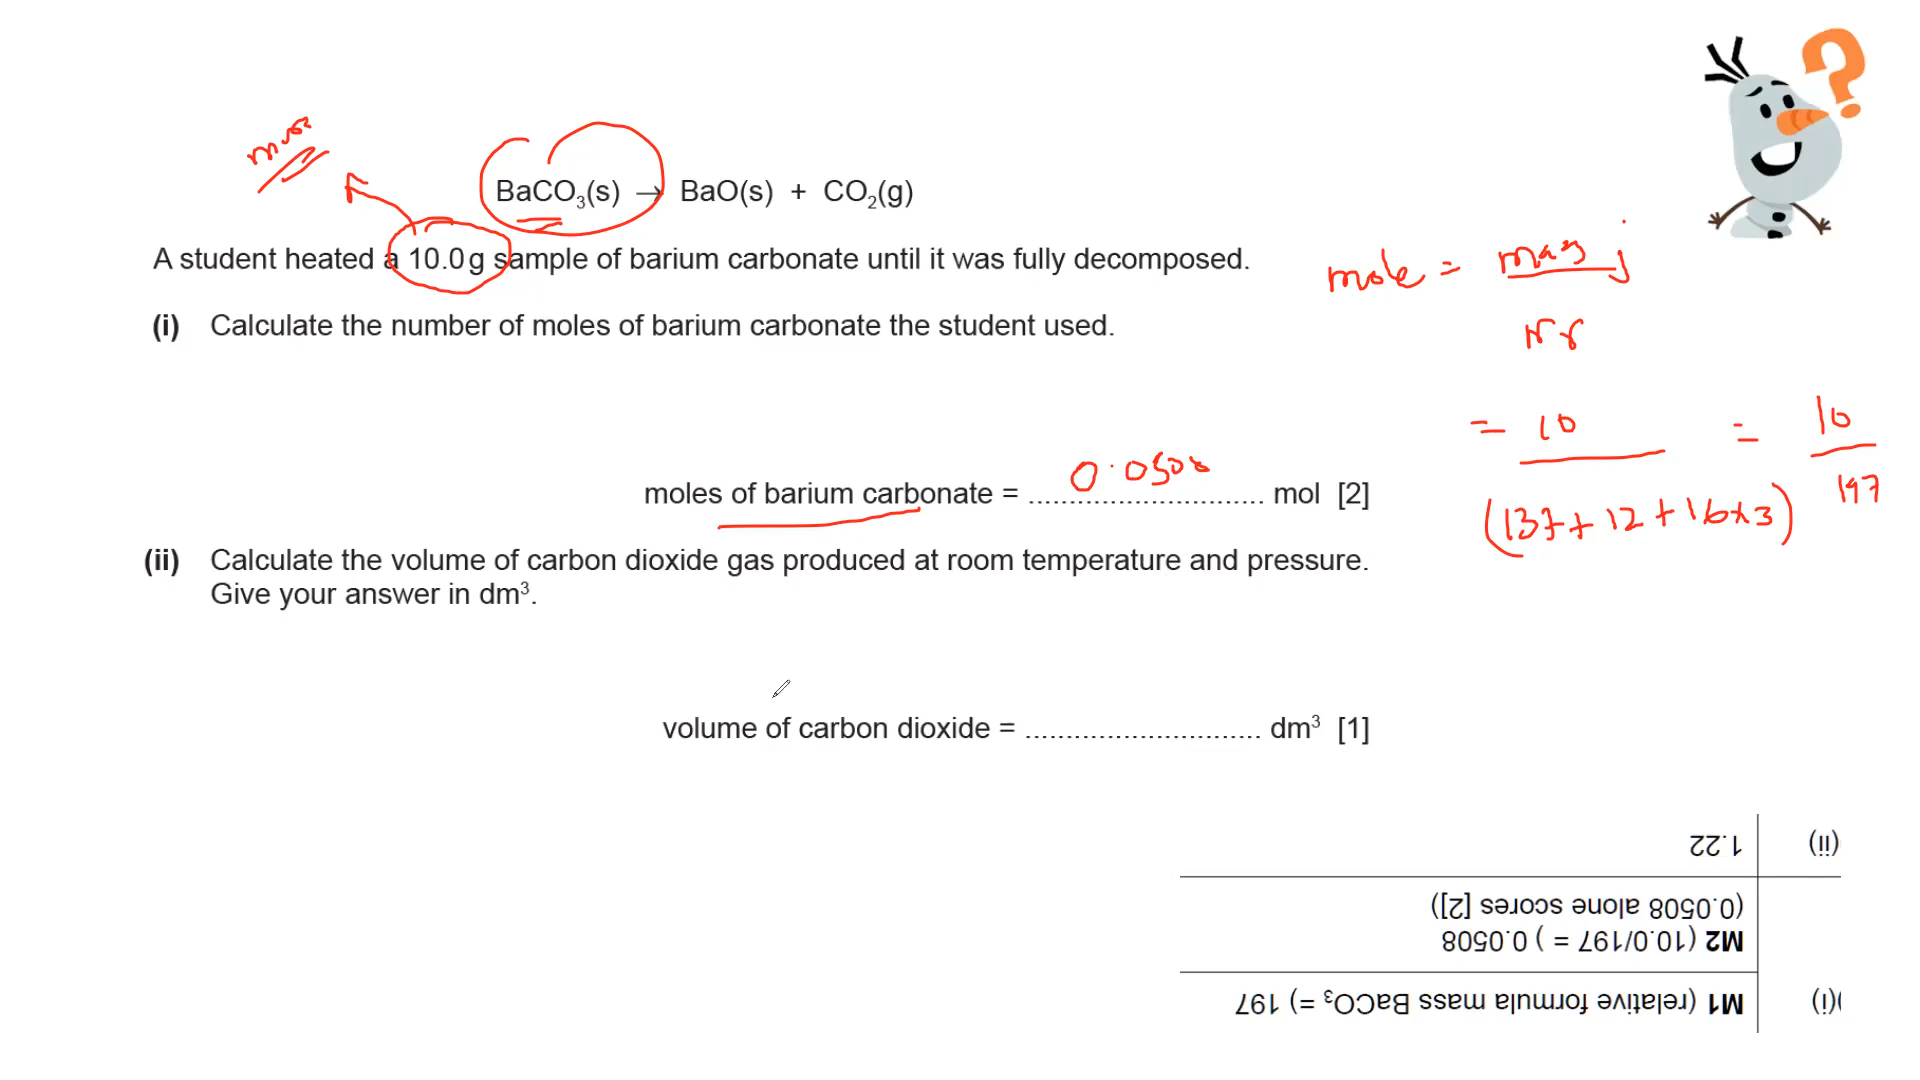 mass
BaCO₃(s) → BaO(s) + CO₂(g)
A student heated a 10.0g sample of barium carbonate until it was fully decomposed.
mole = mass
Mr
(i) Calculate the number of moles of barium carbonate the student used.
= 10 = 10
(137 + 12 + 16x3) 197
0.0508
moles of barium carbonate = ............................ mol [2]
(ii) Calculate the volume of carbon dioxide gas produced at room temperature and pressure.
Give your answer in dm³.
volume of carbon dioxide = ............................ dm³ [1]
)(i) M1 (relative formula mass BaCO₃ =) 197
M2 (10.0/197 = ) 0.0508
(0.0508 alone scores [2])
(ii) 1.22
?